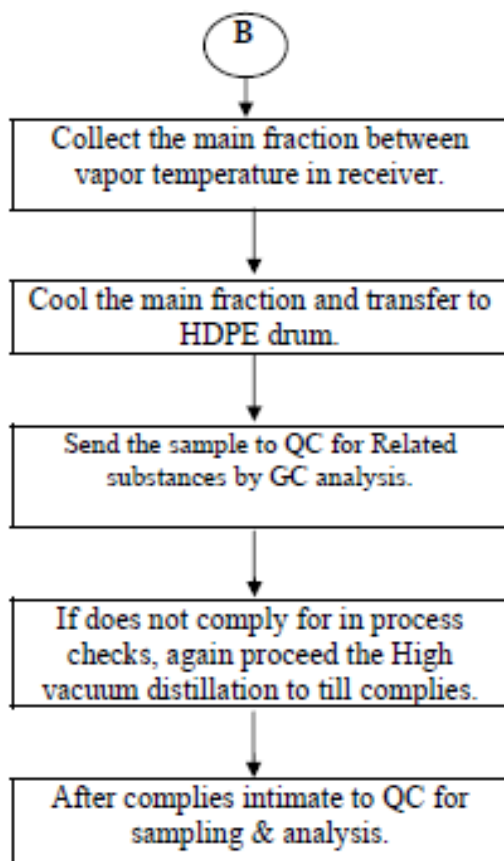 B
Collect the main fraction between
vapor temperature in receiver.
Cool the main fraction and transfer to
HDPE drum.
Send the sample to QC for Related
substances by GC analysis.
If does not comply for in process
checks, again proceed the High
vacuum distillation to till complies.
After complies intimate to QC for
sampling & analysis.